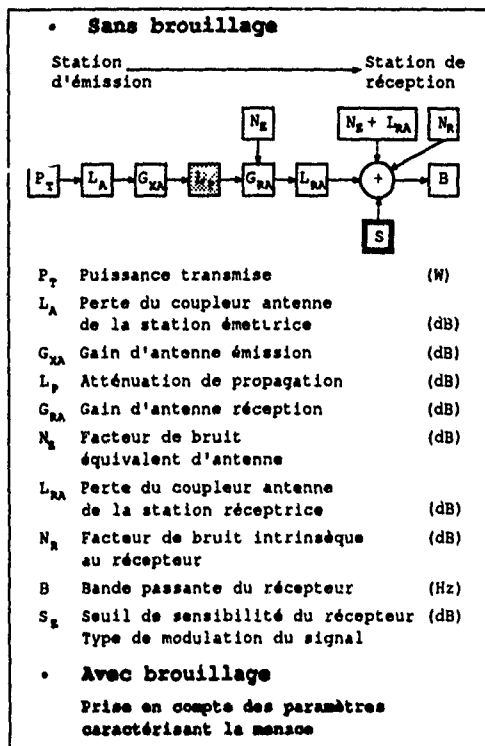 • Sans brouillage
Station d'émission
Station de réception
N_E
N_E + L_RA
N_R
P_T
L_A
G_XA
L_P
G_RA
L_RA
+
B
S
P_T Puissance transmise (W)
L_A Perte du coupleur antenne
de la station émettrice (dB)
G_XA Gain d'antenne émission (dB)
L_P Atténuation de propagation (dB)
G_RA Gain d'antenne réception (dB)
N_E Facteur de bruit (dB)
équivalent d'antenne
L_RA Perte du coupleur antenne
de la station réceptrice (dB)
N_R Facteur de bruit intrinsèque (dB)
au récepteur
B Bande passante du récepteur (Hz)
S_E Seuil de sensibilité du récepteur (dB)
Type de modulation du signal
• Avec brouillage
Prise en compte des paramètres
caractérisant la menace